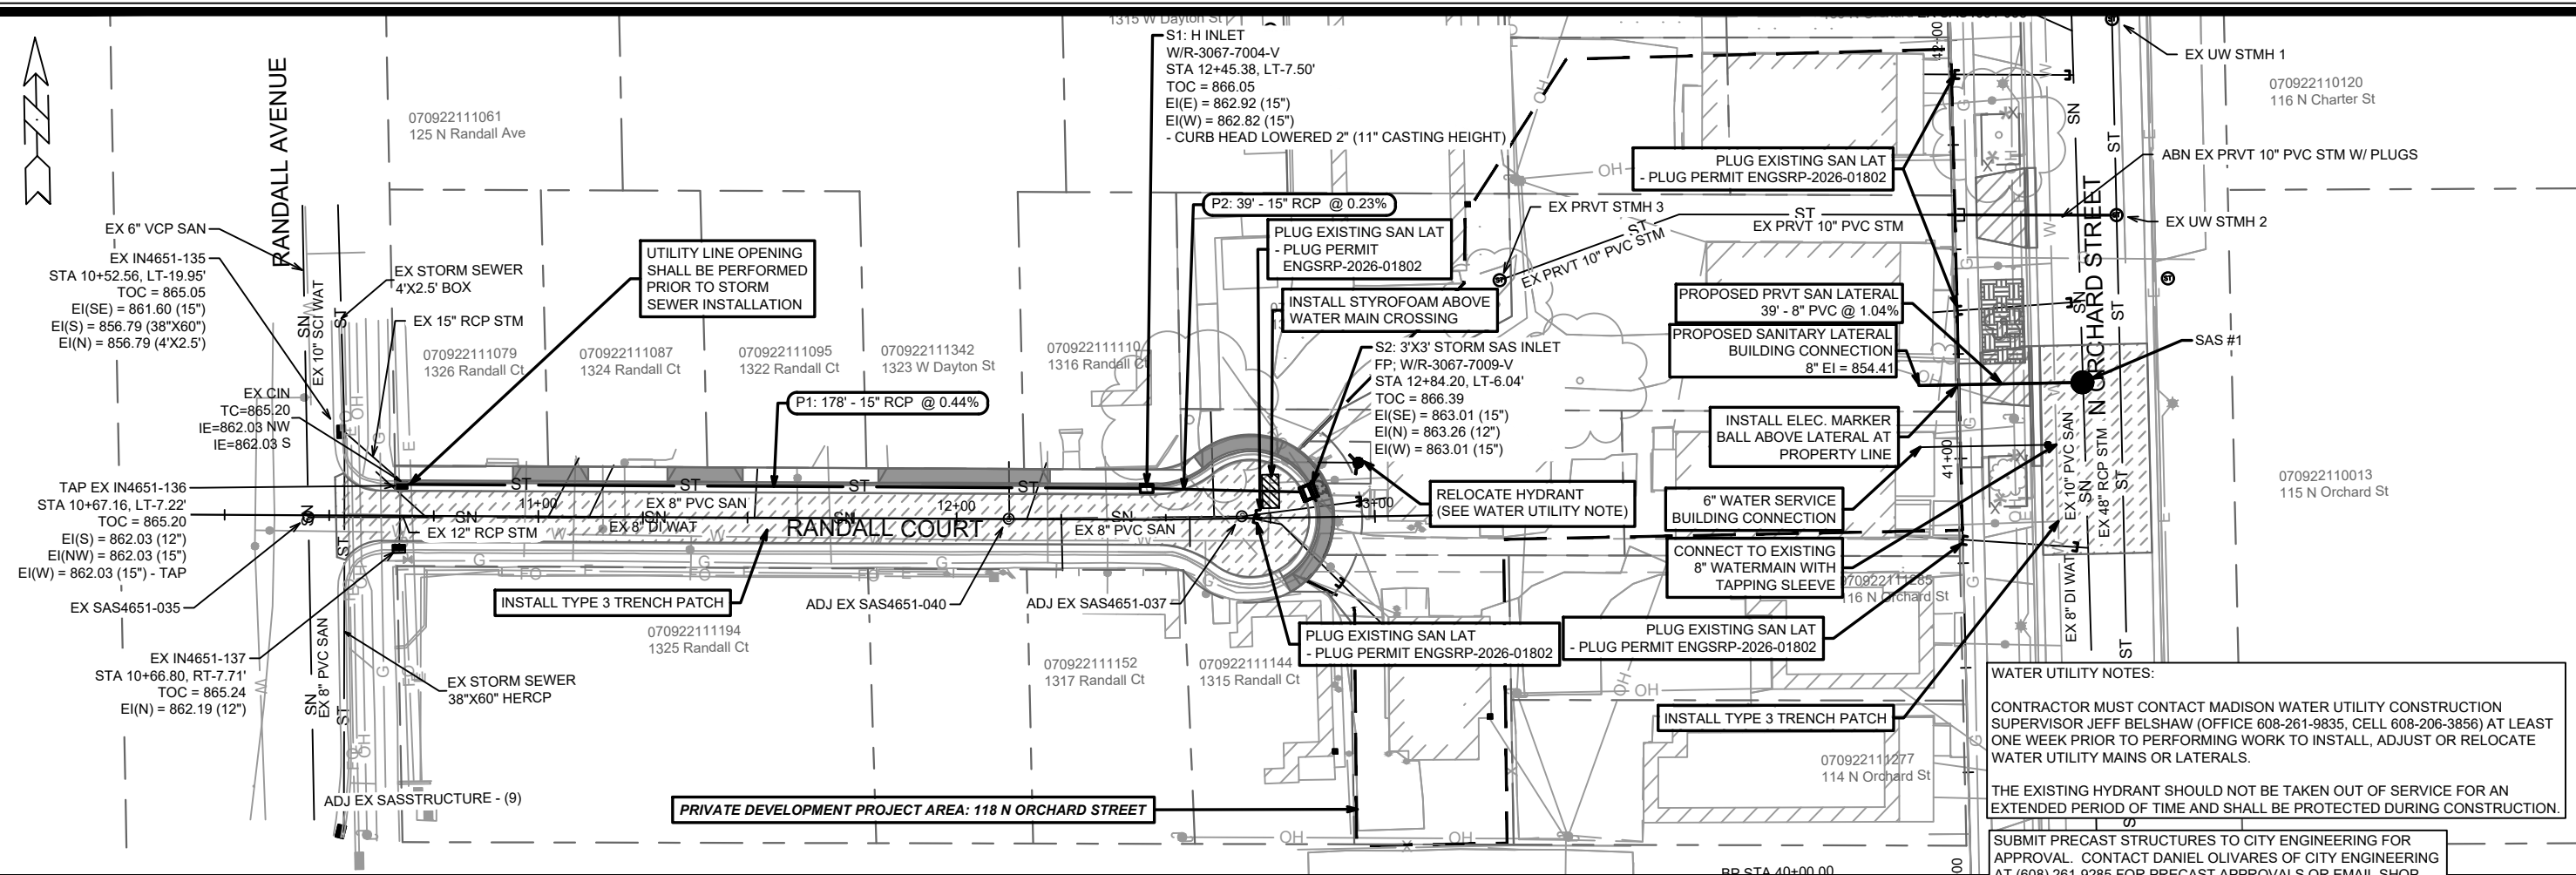 1315 W Dayton St
RANDALL AVENUE
070922111061
125 N Randall Ave
S1: H INLET
W/R-3067-7004-V
STA 12+45.38, LT-7.50'
TOC = 866.05
EI(E) = 862.92 (15")
EI(W) = 862.82 (15")
- CURB HEAD LOWERED 2" (11" CASTING HEIGHT)
P2: 39' - 15" RCP @ 0.23%
PLUG EXISTING SAN LAT
- PLUG PERMIT
ENGSRP-2026-01802
INSTALL STYROFOAM ABOVE
WATER MAIN CROSSING
EX PRVT STMH 3
EX PRVT 10" PVC STM
EX PRVT 10" PVC STM
PLUG EXISTING SAN LAT
- PLUG PERMIT ENGSRP-2026-01802
42+00
EX UW STMH 1
070922110120
116 N Charter St
ABN EX PRVT 10" PVC STM W/ PLUGS
EX UW STMH 2
N ORCHARD STREET
SAS #1
EX 6" VCP SAN
EX IN4651-135
STA 10+52.56, LT-19.95'
TOC = 865.05
EI(SE) = 861.60 (15")
EI(S) = 856.79 (38"X60")
EI(N) = 856.79 (4'X2.5')
EX 10" SCI WAT
EX STORM SEWER
4'X2.5' BOX
EX 15" RCP STM
UTILITY LINE OPENING
SHALL BE PERFORMED
PRIOR TO STORM
SEWER INSTALLATION
070922111079
1326 Randall Ct
070922111087
1324 Randall Ct
070922111095
1322 Randall Ct
070922111342
1323 W Dayton St
070922111110
1316 Randall Ct
P1: 178' - 15" RCP @ 0.44%
S2: 3'X3' STORM SAS INLET
FP; W/R-3067-7009-V
STA 12+84.20, LT-6.04'
TOC = 866.39
EI(SE) = 863.01 (15")
EI(N) = 863.26 (12")
EI(W) = 863.01 (15")
PROPOSED PRVT SAN LATERAL
39' - 8" PVC @ 1.04%
PROPOSED SANITARY LATERAL
BUILDING CONNECTION
8" EI = 854.41
INSTALL ELEC. MARKER
BALL ABOVE LATERAL AT
PROPERTY LINE
41+00
6" WATER SERVICE
BUILDING CONNECTION
CONNECT TO EXISTING
8" WATERMAIN WITH
TAPPING SLEEVE
EX 10" PVC SAN
EX 48" RCP STM
EX 8" DI WAT
070922110013
115 N Orchard St
EX CIN
TC=865.20
IE=862.03 NW
IE=862.03 S
TAP EX IN4651-136
STA 10+67.16, LT-7.22'
TOC = 865.20
EI(S) = 862.03 (12")
EI(NW) = 862.03 (15")
EI(W) = 862.03 (15") - TAP
EX SAS4651-035
EX IN4651-137
STA 10+66.80, RT-7.71'
TOC = 865.24
EI(N) = 862.19 (12")
EX 8" PVC SAN
EX STORM SEWER
38"X60" HERCP
ADJ EX SASSTRUCTURE - (9)
11+00
EX 8" PVC SAN
12+00
EX 12" RCP STM
EX 8" DI WAT
RANDALL COURT
EX 8" PVC SAN
13+00
RELOCATE HYDRANT
(SEE WATER UTILITY NOTE)
INSTALL TYPE 3 TRENCH PATCH
ADJ EX SAS4651-040
ADJ EX SAS4651-037
070922111194
1325 Randall Ct
070922111152
1317 Randall Ct
070922111144
1315 Randall Ct
PLUG EXISTING SAN LAT
- PLUG PERMIT ENGSRP-2026-01802
PLUG EXISTING SAN LAT
- PLUG PERMIT ENGSRP-2026-01802
070922111285
116 N Orchard St
INSTALL TYPE 3 TRENCH PATCH
070922111277
114 N Orchard St
PRIVATE DEVELOPMENT PROJECT AREA: 118 N ORCHARD STREET
WATER UTILITY NOTES:
CONTRACTOR MUST CONTACT MADISON WATER UTILITY CONSTRUCTION
SUPERVISOR JEFF BELSHAW (OFFICE 608-261-9835, CELL 608-206-3856) AT LEAST
ONE WEEK PRIOR TO PERFORMING WORK TO INSTALL, ADJUST OR RELOCATE
WATER UTILITY MAINS OR LATERALS.
THE EXISTING HYDRANT SHOULD NOT BE TAKEN OUT OF SERVICE FOR AN
EXTENDED PERIOD OF TIME AND SHALL BE PROTECTED DURING CONSTRUCTION.
SUBMIT PRECAST STRUCTURES TO CITY ENGINEERING FOR
APPROVAL. CONTACT DANIEL OLIVARES OF CITY ENGINEERING
AT (608) 261-9285 FOR PRECAST APPROVALS OR EMAIL SHOP
BP STA 40+00.00